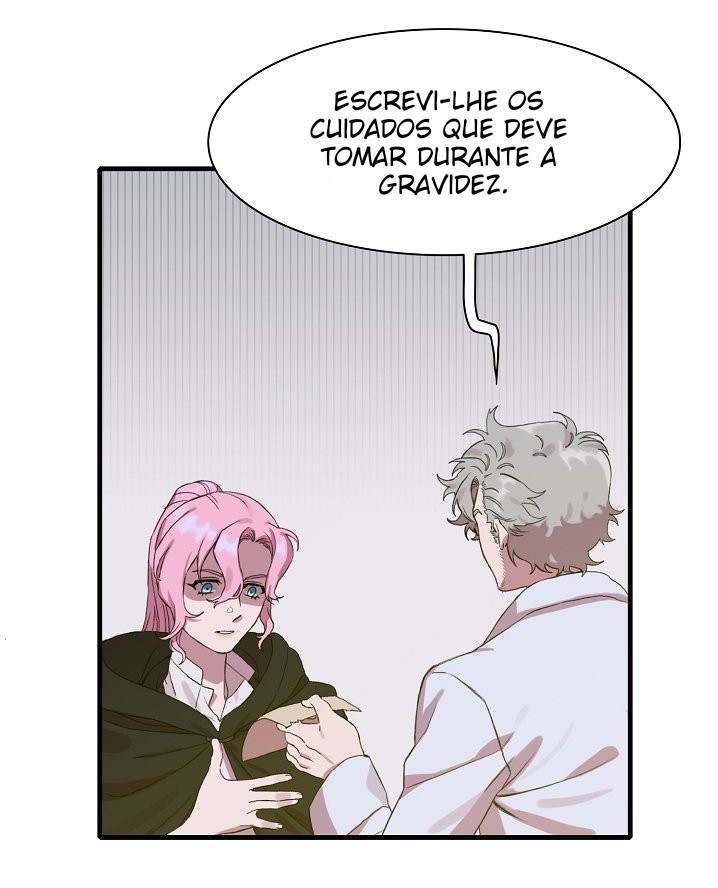 ESCREVI-LHE OS
CUIDADOS QUE DEVE
TOMAR DURANTE A
GRAVIDEZ.